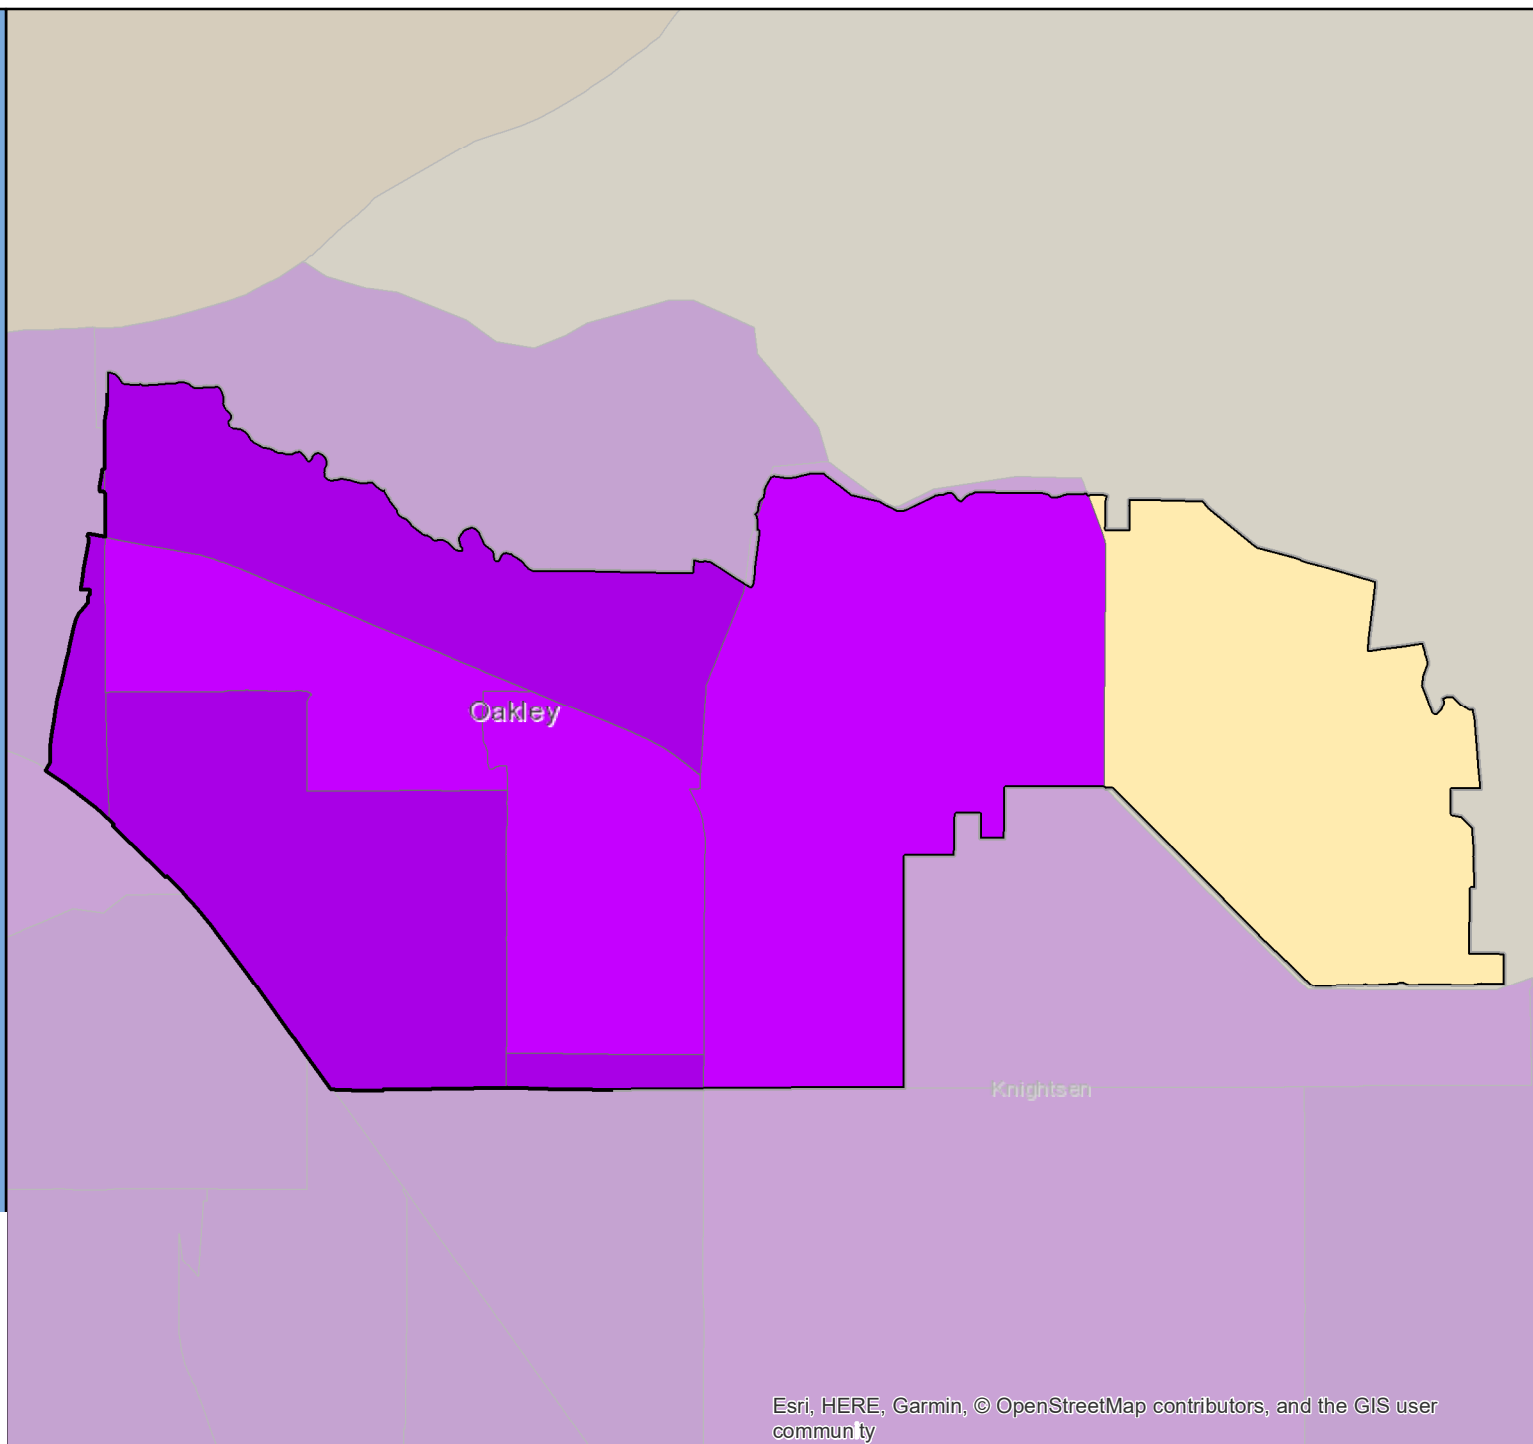 Oakley
Knightsen
Esri, HERE, Garmin, © OpenStreetMap contributors, and the GIS user
community